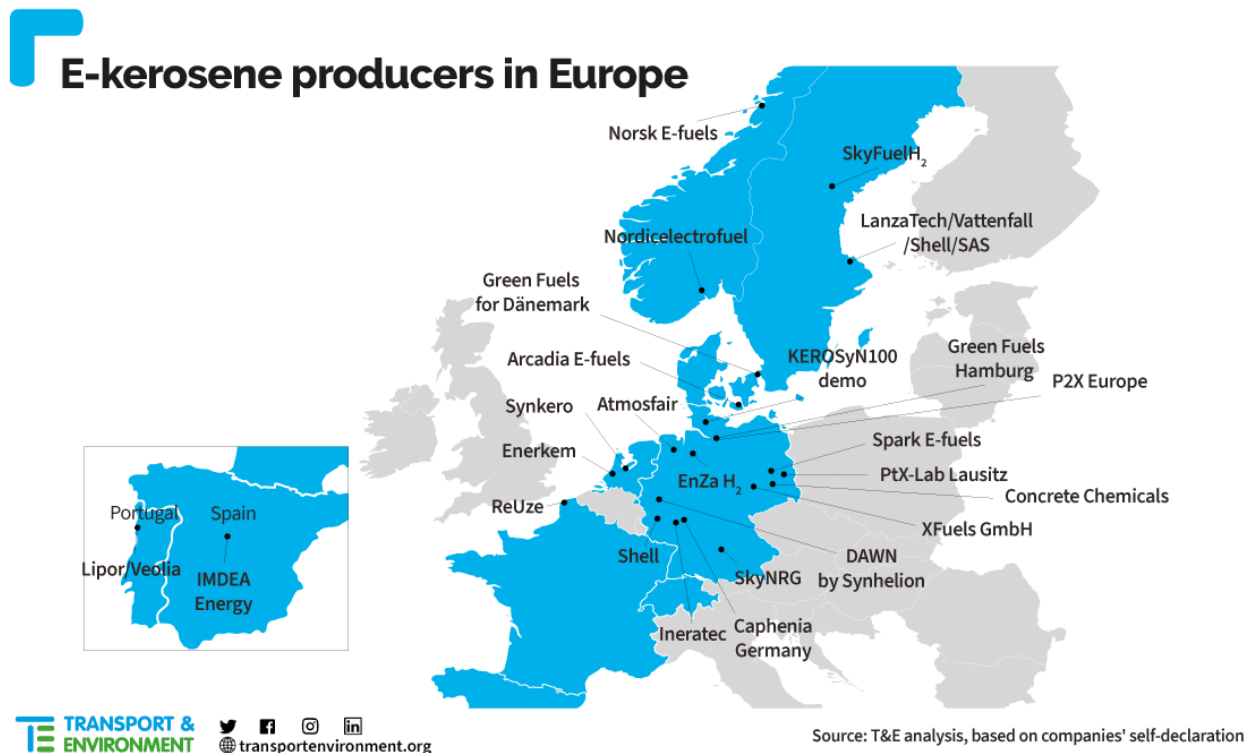 E-kerosene producers in Europe
Norsk E-fuels
SkyFuelH₂
LanzaTech/Vattenfall
/Shell/SAS
Nordicelectrofuel
Green Fuels
for Dänemark
Arcadia E-fuels
KEROSyN100
demo
Green Fuels
Hamburg
P2X Europe
Synkero
Atmosfair
Enerkem
EnZa H₂
Spark E-fuels
PtX-Lab Lausitz
Concrete Chemicals
ReUze
XFuels GmbH
Shell
DAWN
by Synhelion
SkyNRG
Ineratec
Caphenia
Germany
Portugal
Spain
Lipor/Veolia
IMDEA
Energy
TE
TRANSPORT &
ENVIRONMENT
transportenvironment.org
Source: T&E analysis, based on companies' self-declaration